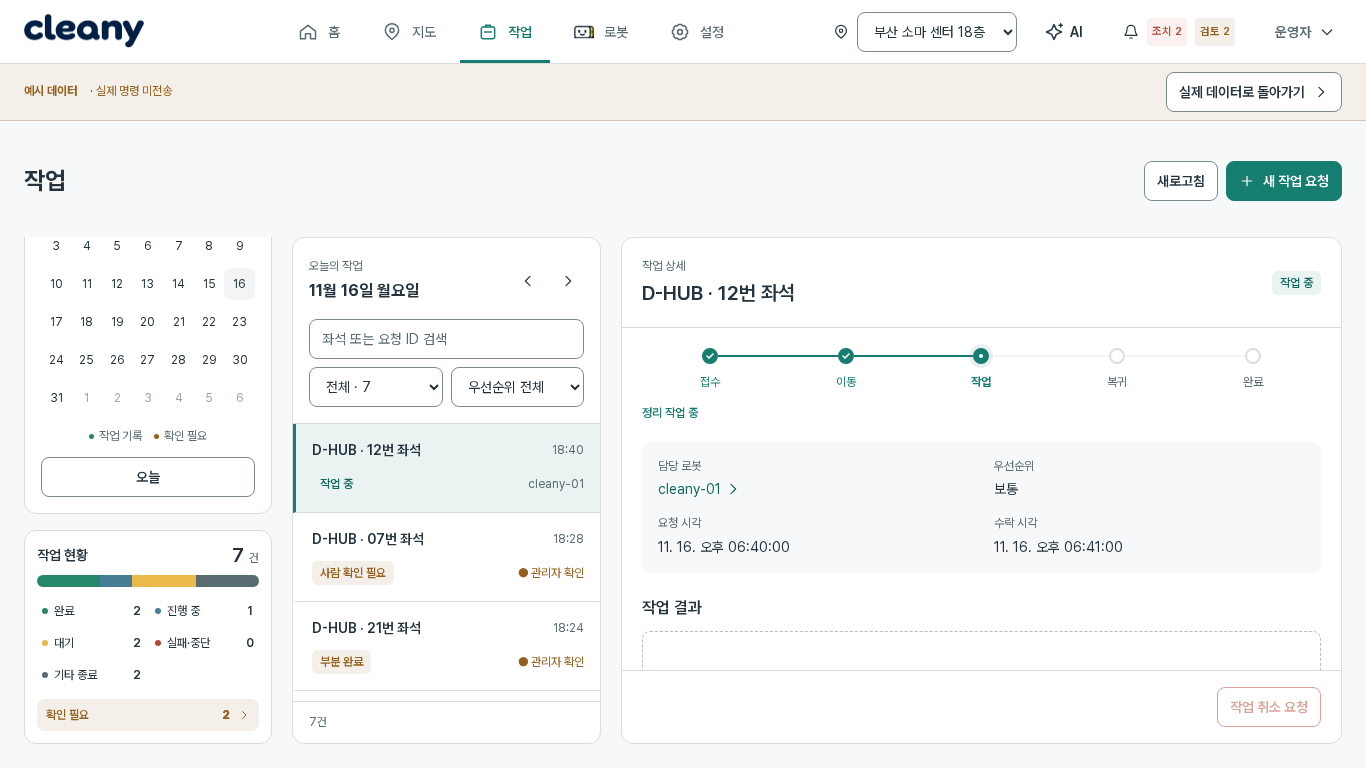 cleany
홈
지도
작업
로봇
설정
부산 소마 센터 18층
AI
조치 2
검토 2
운영자
예시 데이터 · 실제 명령 미전송
실제 데이터로 돌아가기
작업
새로고침
새 작업 요청
3 4 5 6 7 8 9
10 11 12 13 14 15 16
17 18 19 20 21 22 23
24 25 26 27 28 29 30
31 1 2 3 4 5 6
작업 기록 확인 필요
오늘
작업 현황 7 건
완료 2 진행 중 1
대기 2 실패·중단 0
기타 종료 2
확인 필요 2
오늘의 작업
11월 16일 월요일
좌석 또는 요청 ID 검색
전체 · 7 우선순위 전체
D-HUB · 12번 좌석 18:40
작업 중 cleany-01
D-HUB · 07번 좌석 18:28
사람 확인 필요 관리자 확인
D-HUB · 21번 좌석 18:24
부분 완료 관리자 확인
7건
작업 상세
D-HUB · 12번 좌석
작업 중
접수 이동 작업 복귀 완료
정리 작업 중
담당 로봇 우선순위
cleany-01 보통
요청 시각 수락 시각
11. 16. 오후 06:40:00 11. 16. 오후 06:41:00
작업 결과
작업 취소 요청